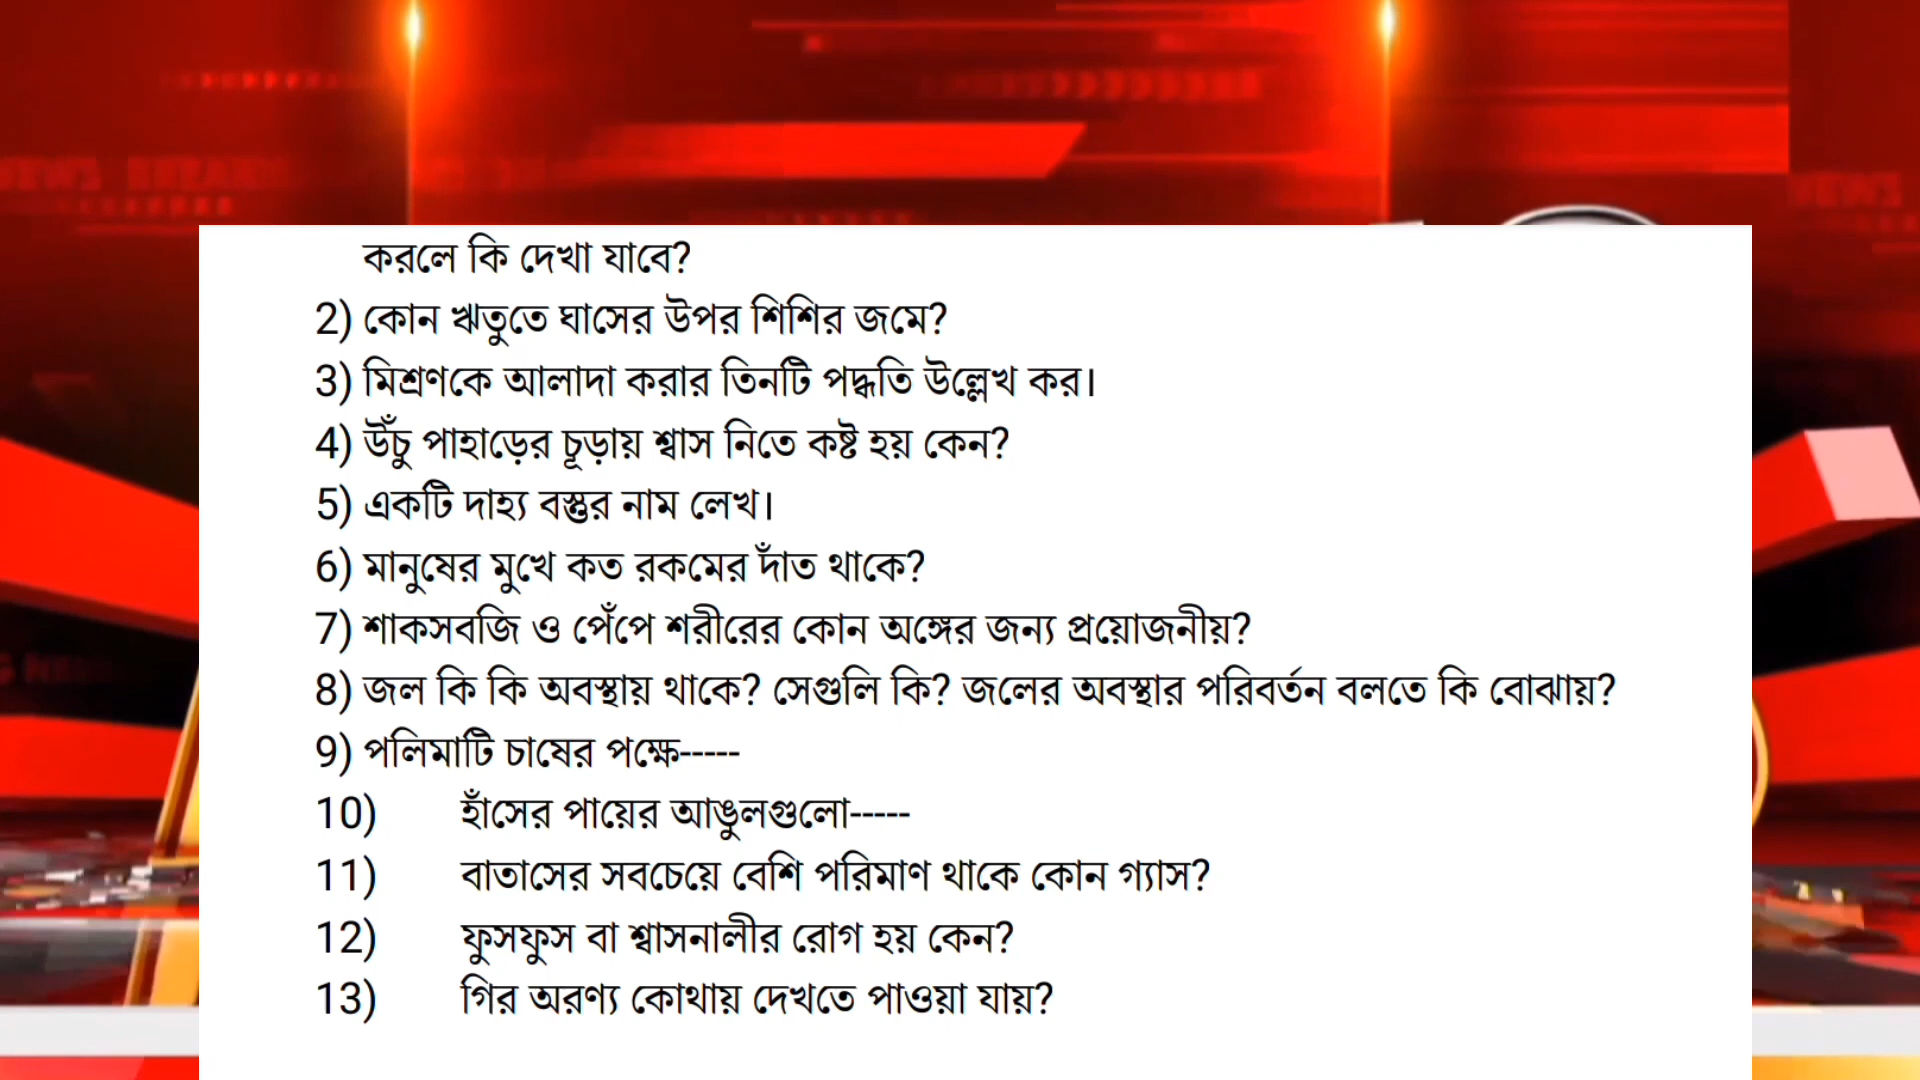 করলে কি দেখা যাবে?
2) কোন ঋতুতে ঘাসের উপর শিশির জমে?
3) মিশ্রণকে আলাদা করার তিনটি পদ্ধতি উল্লেখ কর।
4) উঁচু পাহাড়ের চূড়ায় শ্বাস নিতে কষ্ট হয় কেন?
5) একটি দাহ্য বস্তুর নাম লেখ।
6) মানুষের মুখে কত রকমের দাঁত থাকে?
7) শাকসবজি ও পেঁপে শরীরের কোন অঙ্গের জন্য প্রয়োজনীয়?
8) জল কি কি অবস্থায় থাকে? সেগুলি কি? জলের অবস্থার পরিবর্তন বলতে কি বোঝায়?
9) পলিমাটি চাষের পক্ষে-----
10) হাঁসের পায়ের আঙুলগুলো-----
11) বাতাসের সবচেয়ে বেশি পরিমাণ থাকে কোন গ্যাস?
12) ফুসফুস বা শ্বাসনালীর রোগ হয় কেন?
13) গির অরণ্য কোথায় দেখতে পাওয়া যায়?